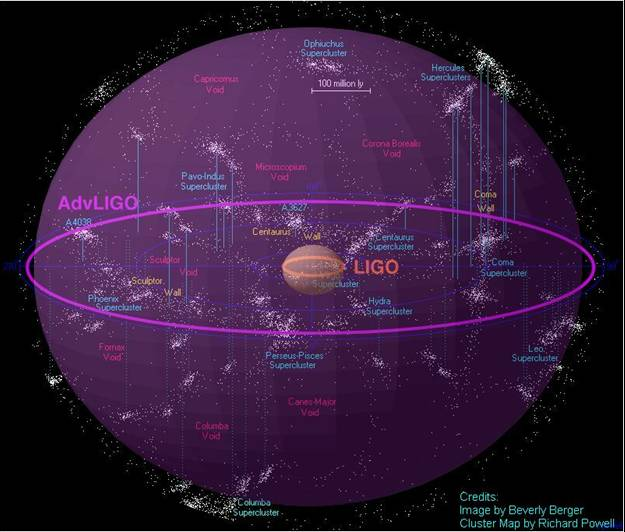 Ophiuchus
Supercluster
Hercules
Superclusters
Capricornus
Void
100 million ly
Corona Borealis
Void
Microscopium
Void
Pavo-Indus
Supercluster
Coma
Wall
AdvLIGO
A3627
A4038
Centaurus
Wall
Centaurus
Supercluster
Sculptor
Void
LIGO
Coma
Supercluster
Sculptor
Wall
Supercluster
Phoenix
Supercluster
Hydra
Supercluster
Fornax
Void
Perseus-Pisces
Supercluster
Leo
Supercluster
Canes-Major
Void
Columba
Void
Columba
Supercluster
Credits:
Image by Beverly Berger
Cluster Map by Richard Powell